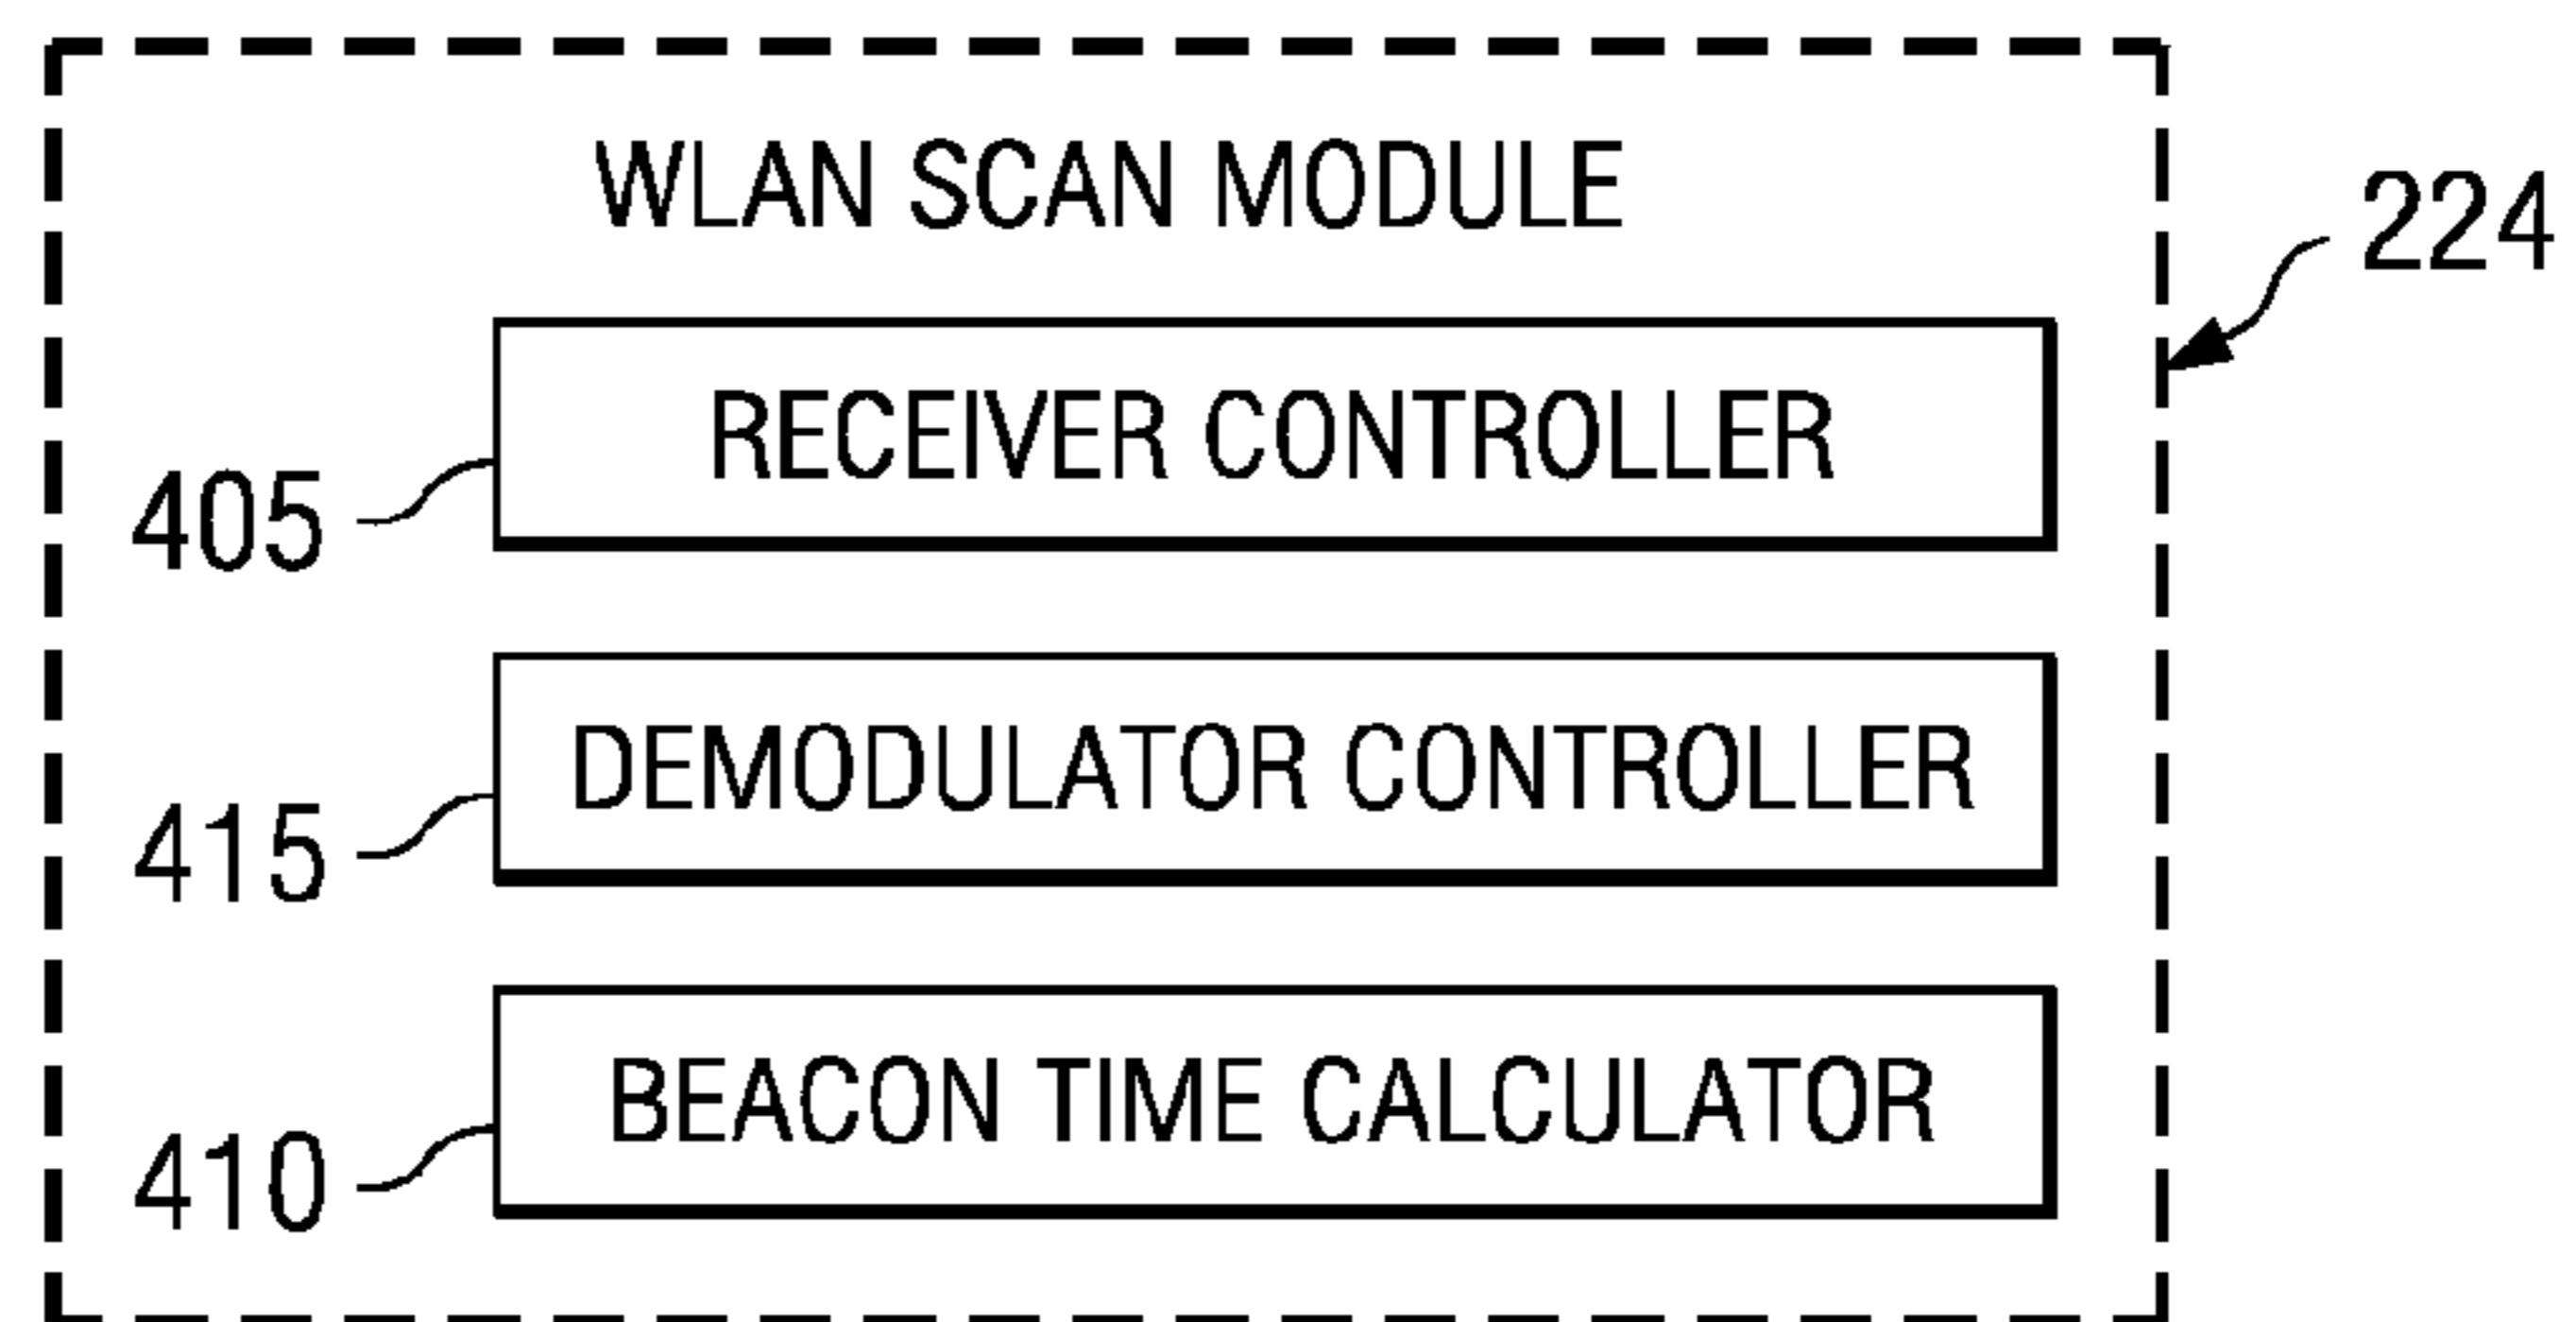 WLAN SCAN MODULE
224
RECEIVER CONTROLLER
405
DEMODULATOR CONTROLLER
415
BEACON TIME CALCULATOR
410